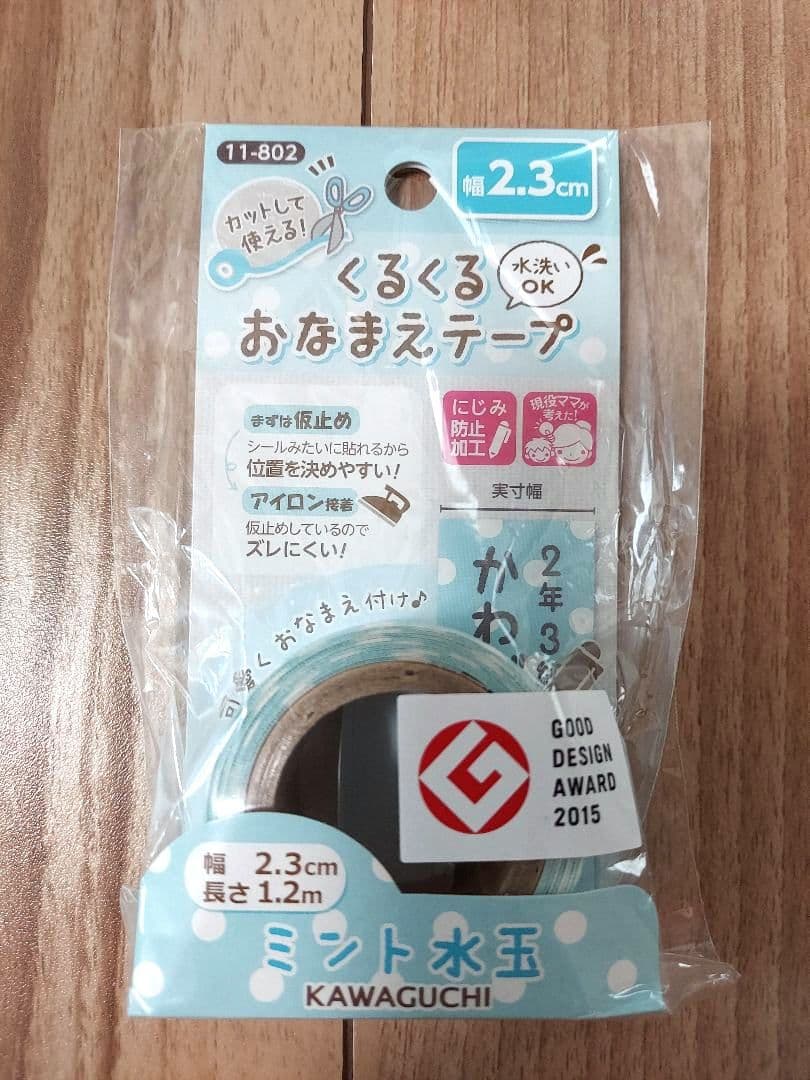 11-802
幅2.3cm
カットして
使える!
くるくる
水洗い
OK
おなまえテープ
まずは仮止め
シールみたいに貼れるから
位置を決めやすい!
アイロン接着
仮止めしているので
ズレにくい!
にじみ
防止
加工
現役ママが
考えた!
実寸幅
2年3
かわ
可愛くおなまえ付け♪
GOOD
DESIGN
AWARD
2015
幅 2.3cm
長さ 1.2m
ミント水玉
KAWAGUCHI